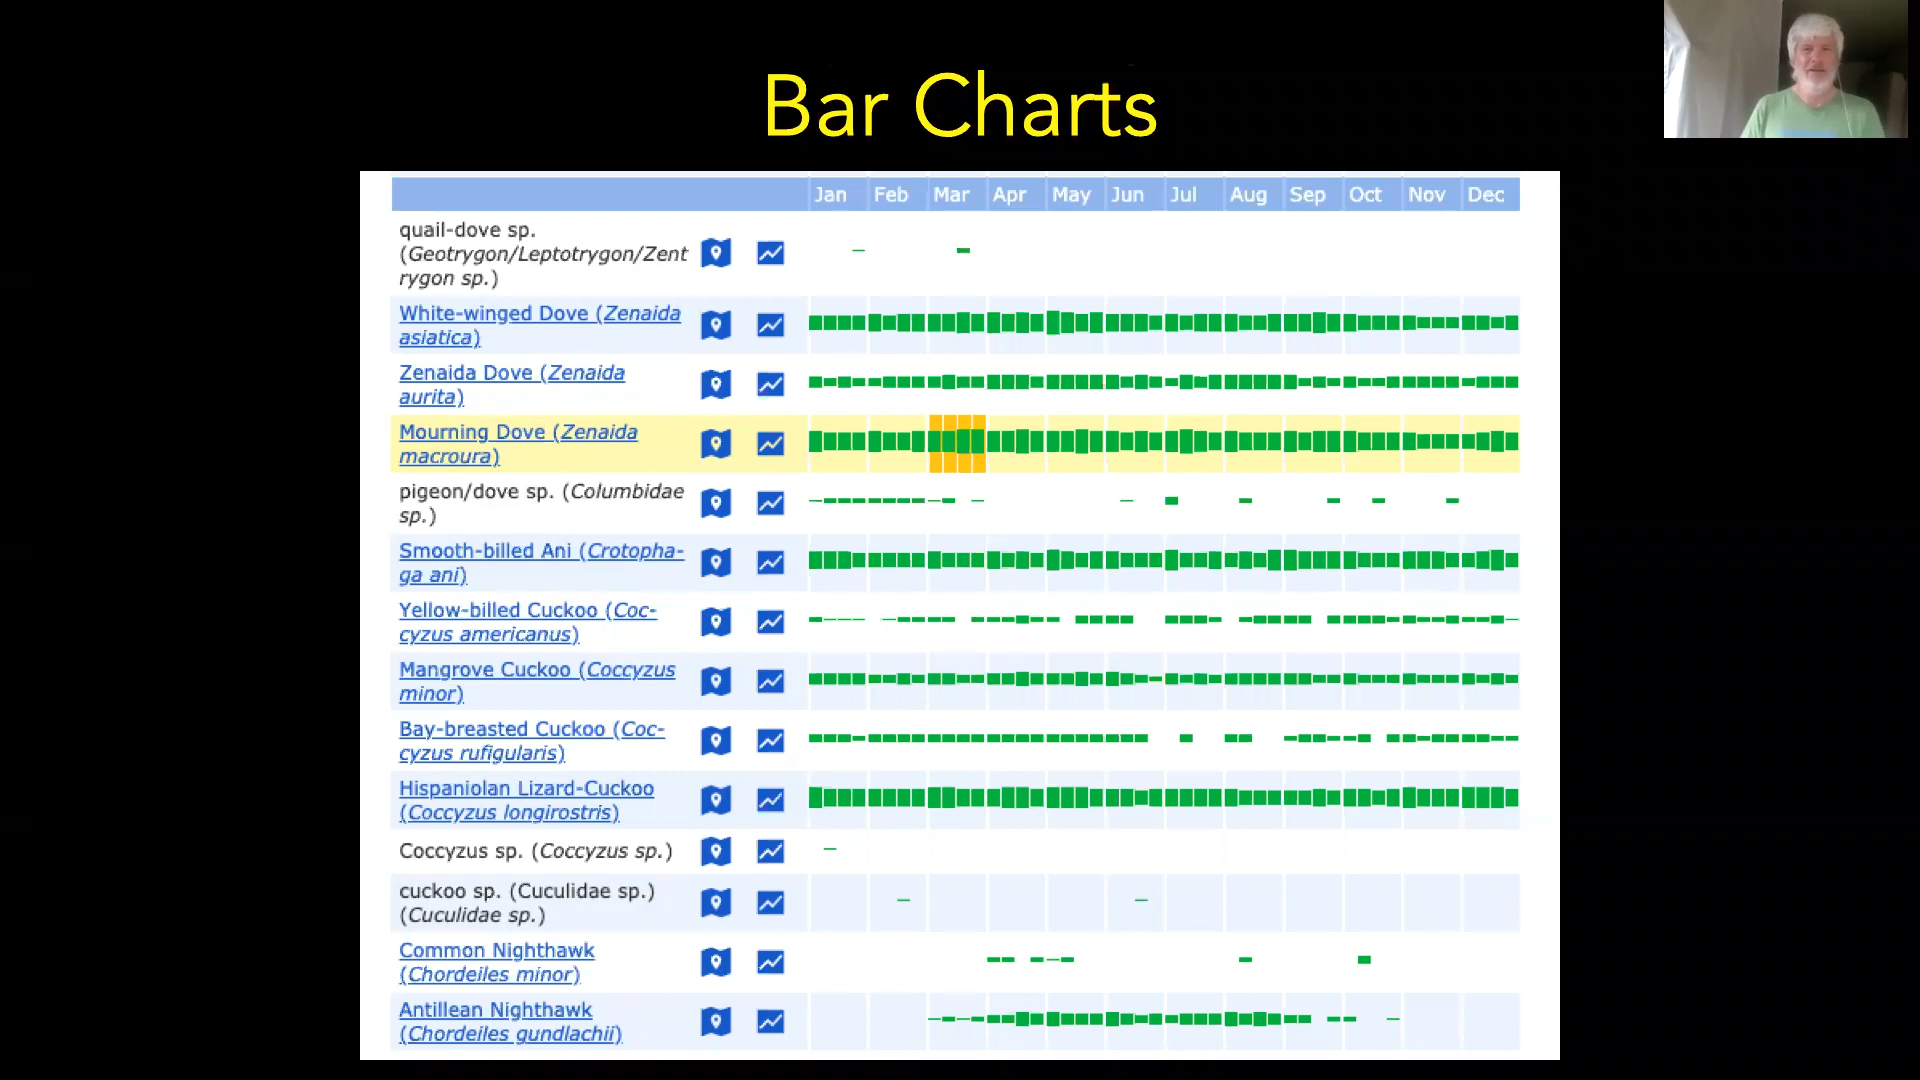 Bar Charts
Jan Feb Mar Apr May Jun Jul Aug Sep Oct Nov Dec
quail-dove sp.
(Geotrygon/Leptotrygon/Zent
rygon sp.)
White-winged Dove (Zenaida
asiatica)
Zenaida Dove (Zenaida
aurita)
Mourning Dove (Zenaida
macroura)
pigeon/dove sp. (Columbidae
sp.)
Smooth-billed Ani (Crotopha-
ga ani)
Yellow-billed Cuckoo (Coc-
cyzus americanus)
Mangrove Cuckoo (Coccyzus
minor)
Bay-breasted Cuckoo (Coc-
cyzus rufigularis)
Hispaniolan Lizard-Cuckoo
(Coccyzus longirostris)
Coccyzus sp. (Coccyzus sp.)
cuckoo sp. (Cuculidae sp.)
(Cuculidae sp.)
Common Nighthawk
(Chordeiles minor)
Antillean Nighthawk
(Chordeiles gundlachii)